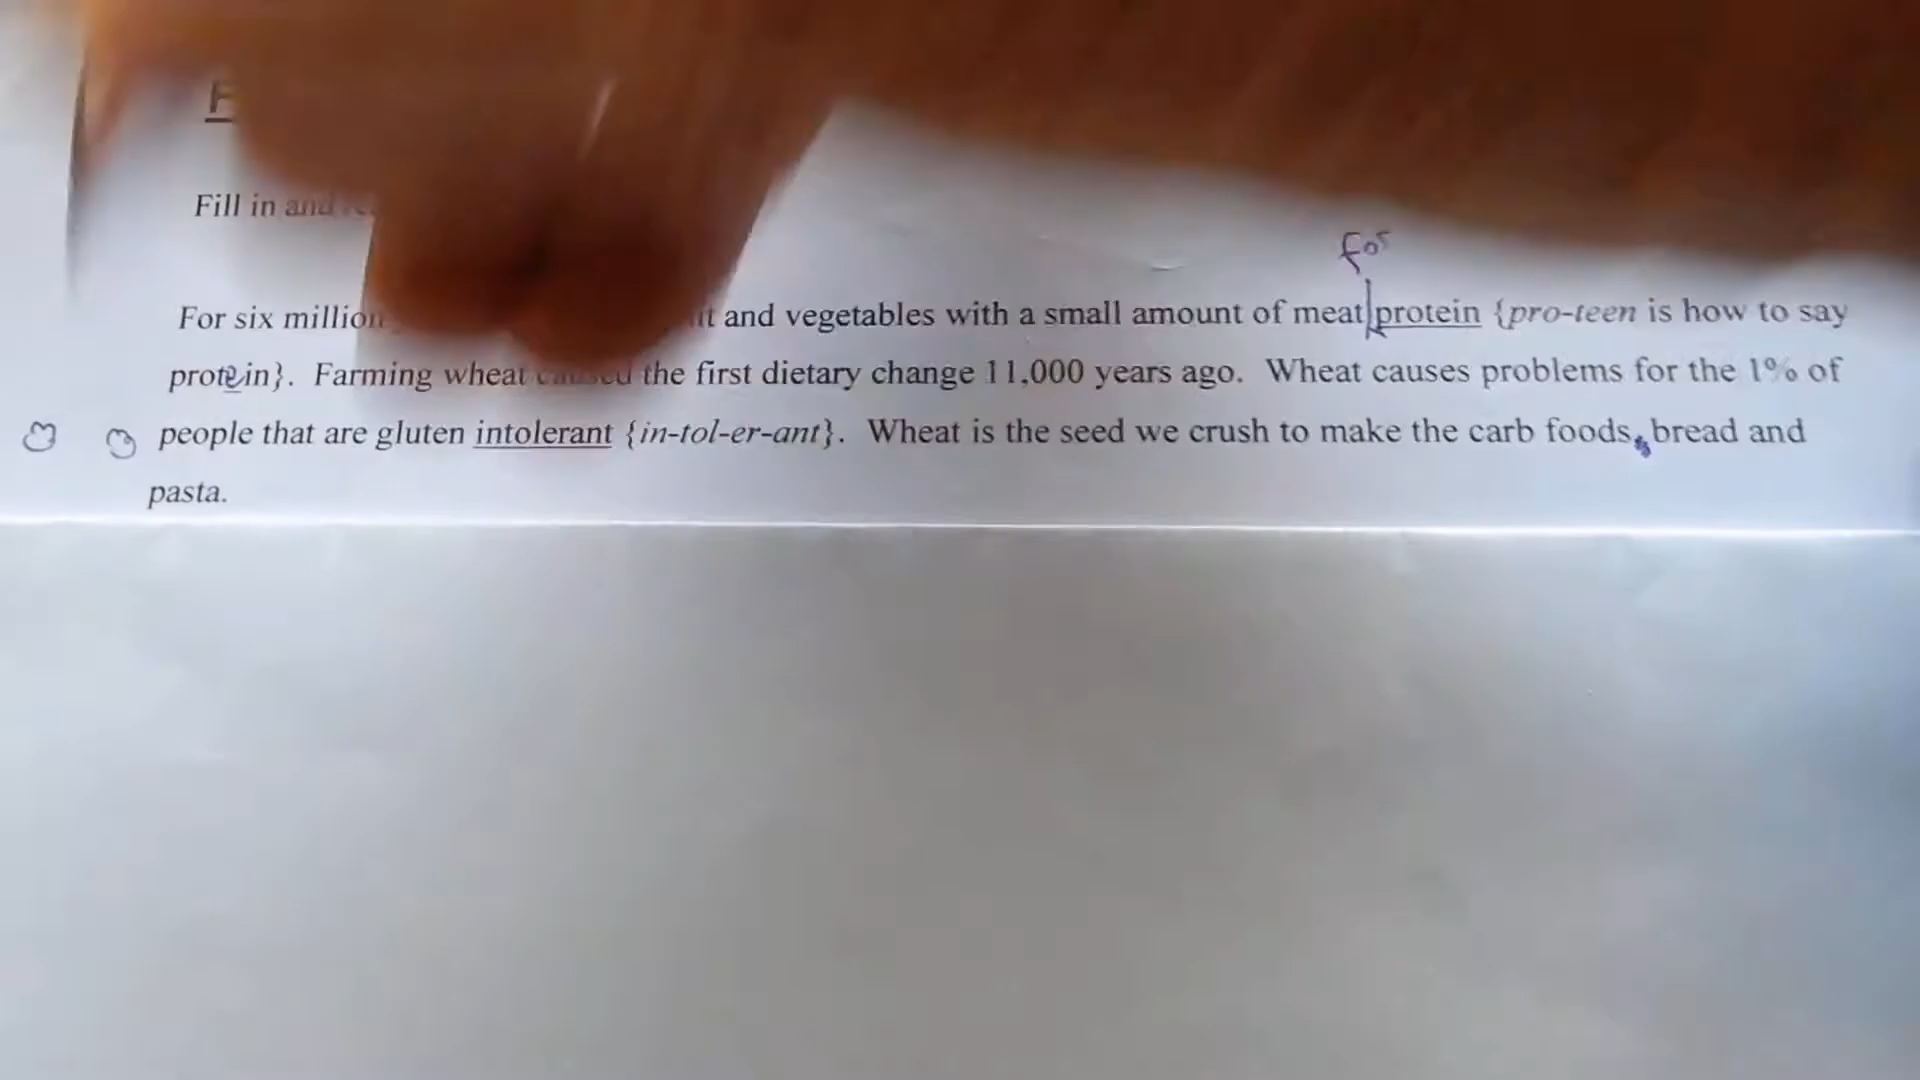 F
Fill in and
for
For six million and vegetables with a small amount of meat protein {pro-teen is how to say
protein}. Farming wheat caused the first dietary change 11,000 years ago. Wheat causes problems for the 1% of
people that are gluten intolerant {in-tol-er-ant}. Wheat is the seed we crush to make the carb foods, bread and
pasta.